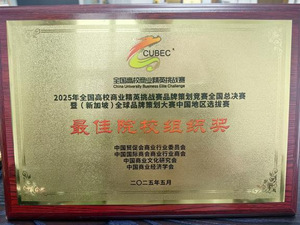 CUBEC
全国高校商业精英挑战赛
China University Business Elite Challenge
2025年全国高校商业精英挑战赛品牌策划竞赛全国总决赛
暨（新加坡）全球品牌策划大赛中国地区选拔赛
最佳院校组织奖
中国贸促会商业行业委员会
中国国际商会商业行业商会
中国商业文化研究会
中国商业经济学会
二〇二五年五月